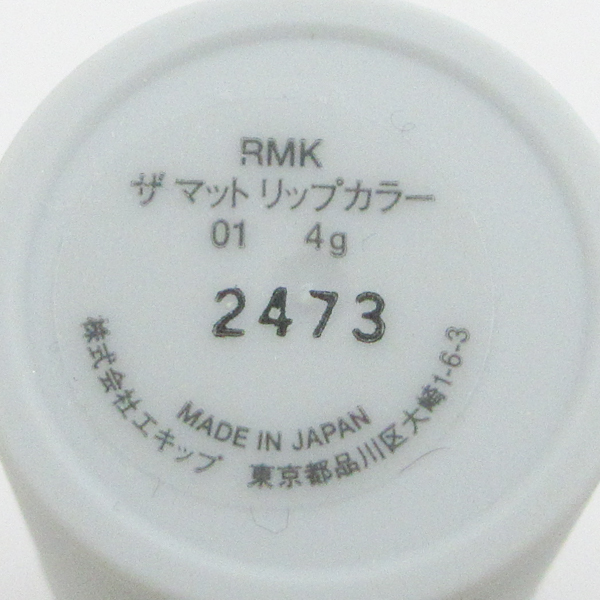 RMK
ザ マット リップカラー
01 4g
2473
MADE IN JAPAN
株式会社エキップ 東京都品川区大崎1-6-3